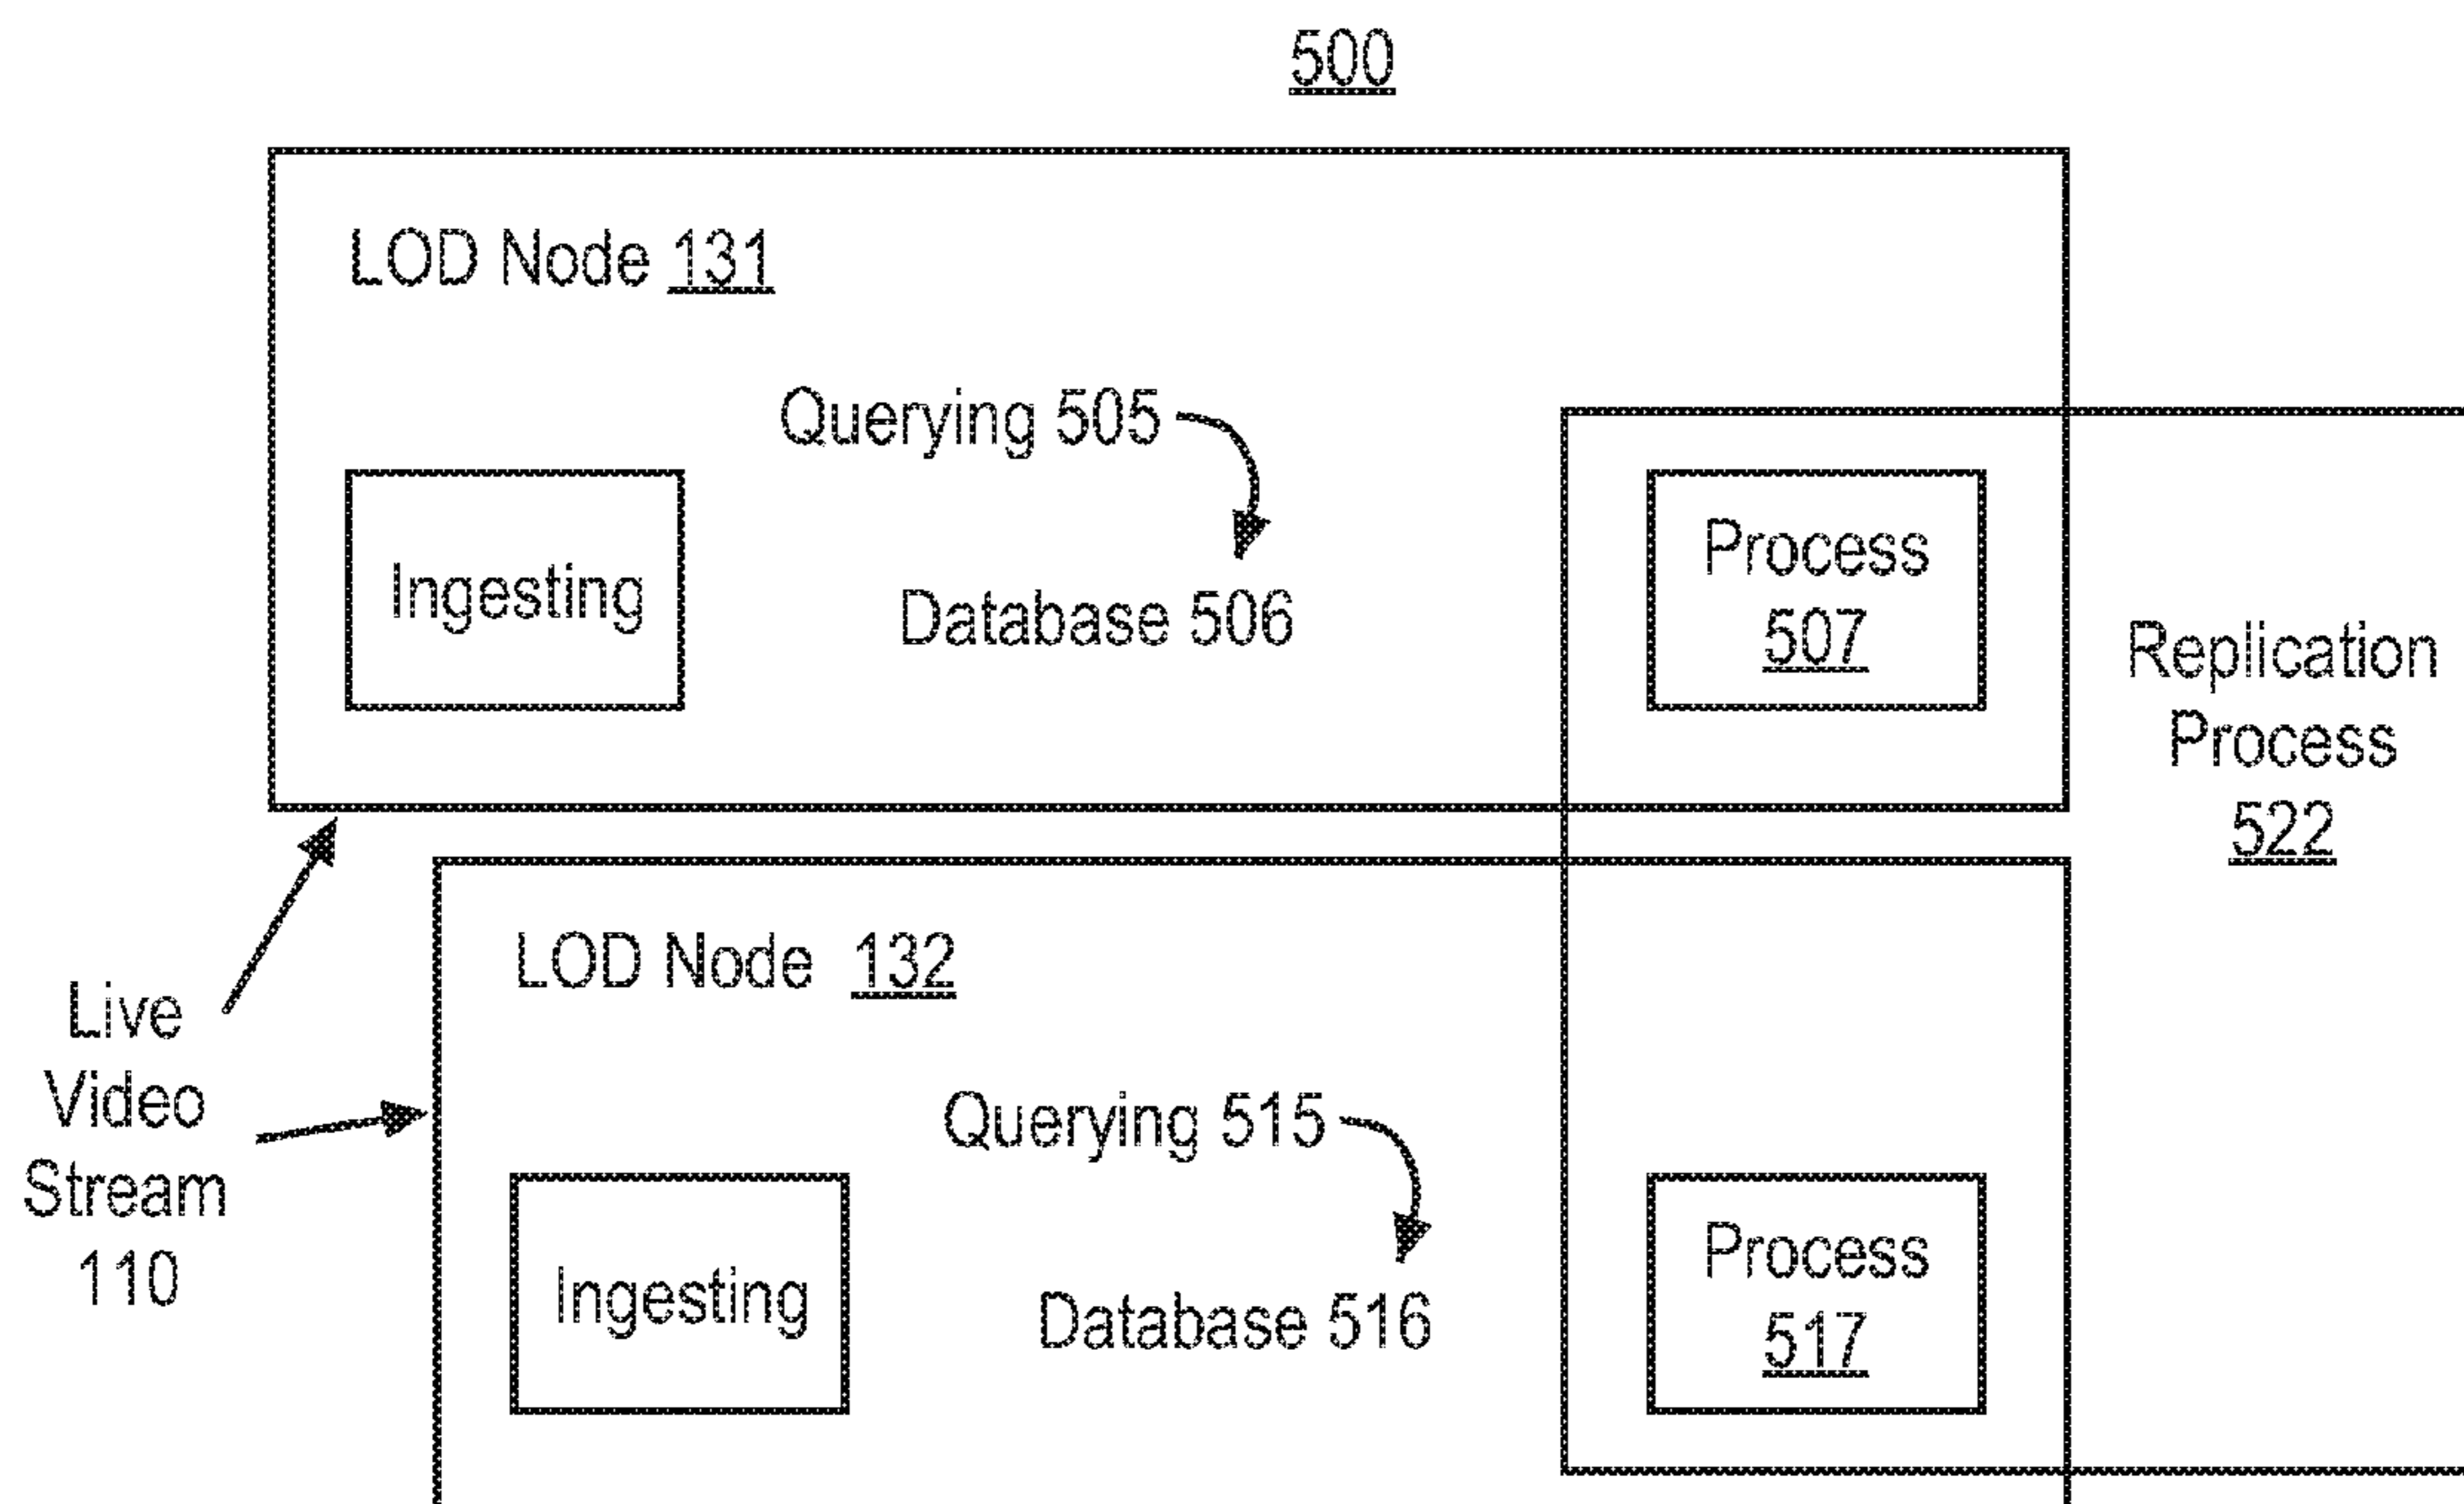 500
LOD Node 131
Querying 505
Ingesting
Database 506
Process
507
Replication
Process
522
LOD Node 132
Live
Video
Stream
110
Querying 515
Ingesting
Database 516
Process
517